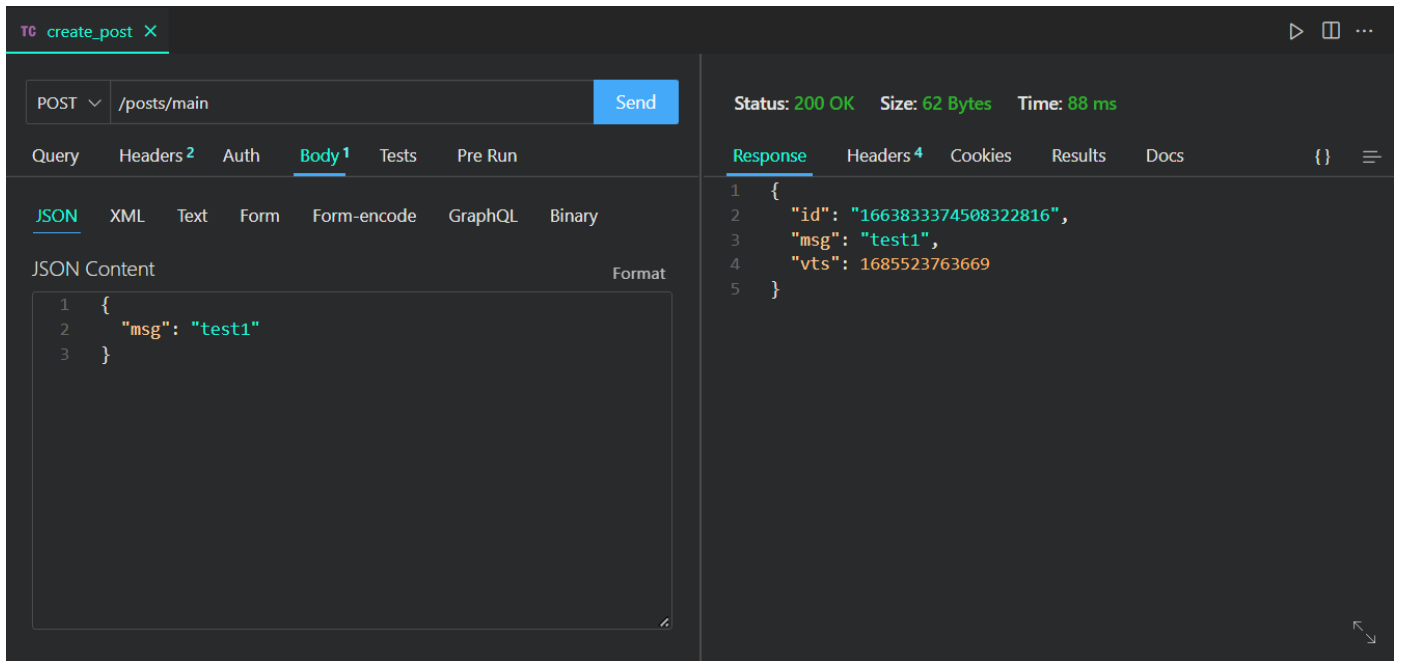 TC create_post ×
POST /posts/main Send
Query Headers 2 Auth Body 1 Tests Pre Run
JSON XML Text Form Form-encode GraphQL Binary
JSON Content Format
1 {
2 "msg": "test1"
3 }
Status: 200 OK Size: 62 Bytes Time: 88 ms
Response Headers 4 Cookies Results Docs {}
1 {
2 "id": "1663833374508322816",
3 "msg": "test1",
4 "vts": 1685523763669
5 }